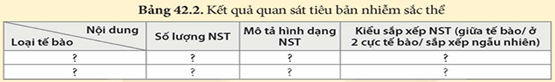 Bảng 42.2. Kết quả quan sát tiêu bản nhiễm sắc thể
Nội dung
Loại tế bào
Số lượng NST
Mô tả hình dạng
NST
Kiểu sắp xếp NST (giữa tế bào/ ở
2 cực tế bào/ sắp xếp ngẫu nhiên)
? ? ? ?
? ? ? ?